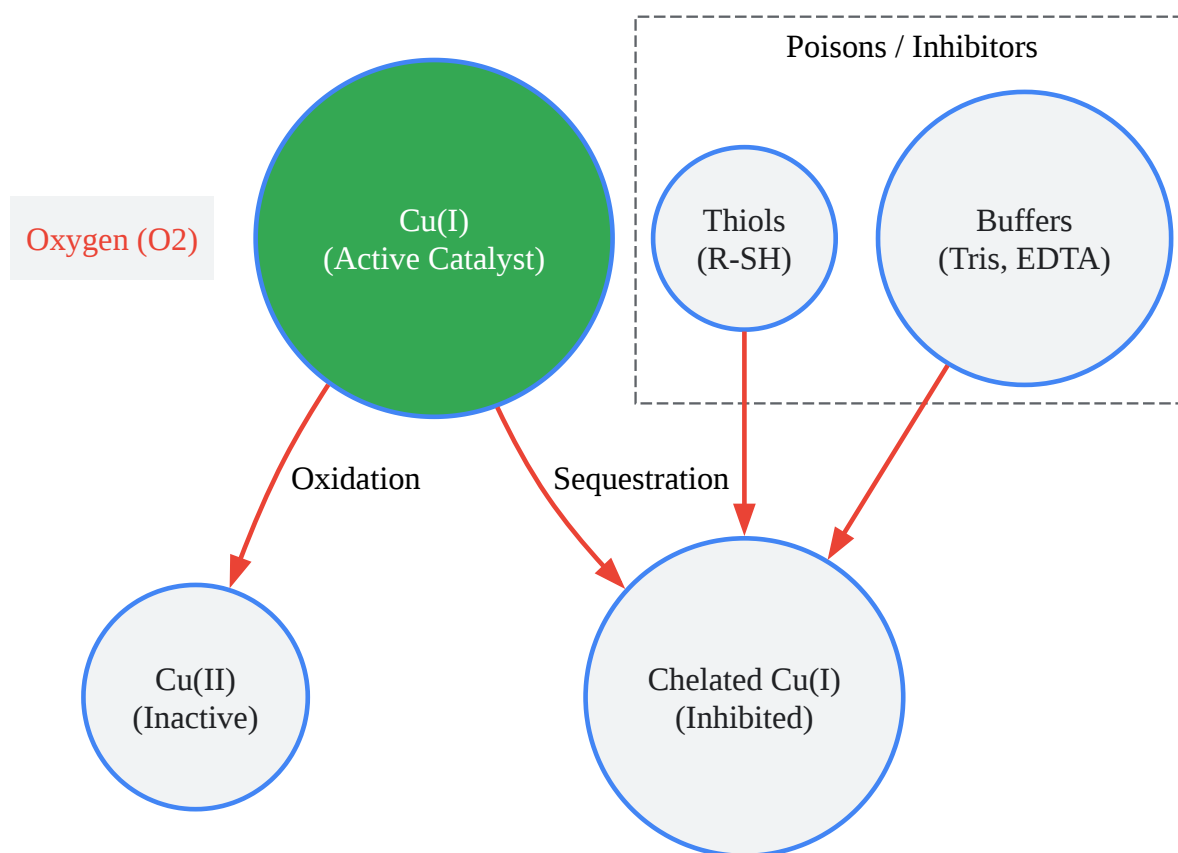 Poisons / Inhibitors
Oxygen (O2)
Cu(I)
(Active Catalyst)
Thiols
(R-SH)
Buffers
(Tris, EDTA)
Oxidation
Sequestration
Cu(II)
(Inactive)
Chelated Cu(I)
(Inhibited)